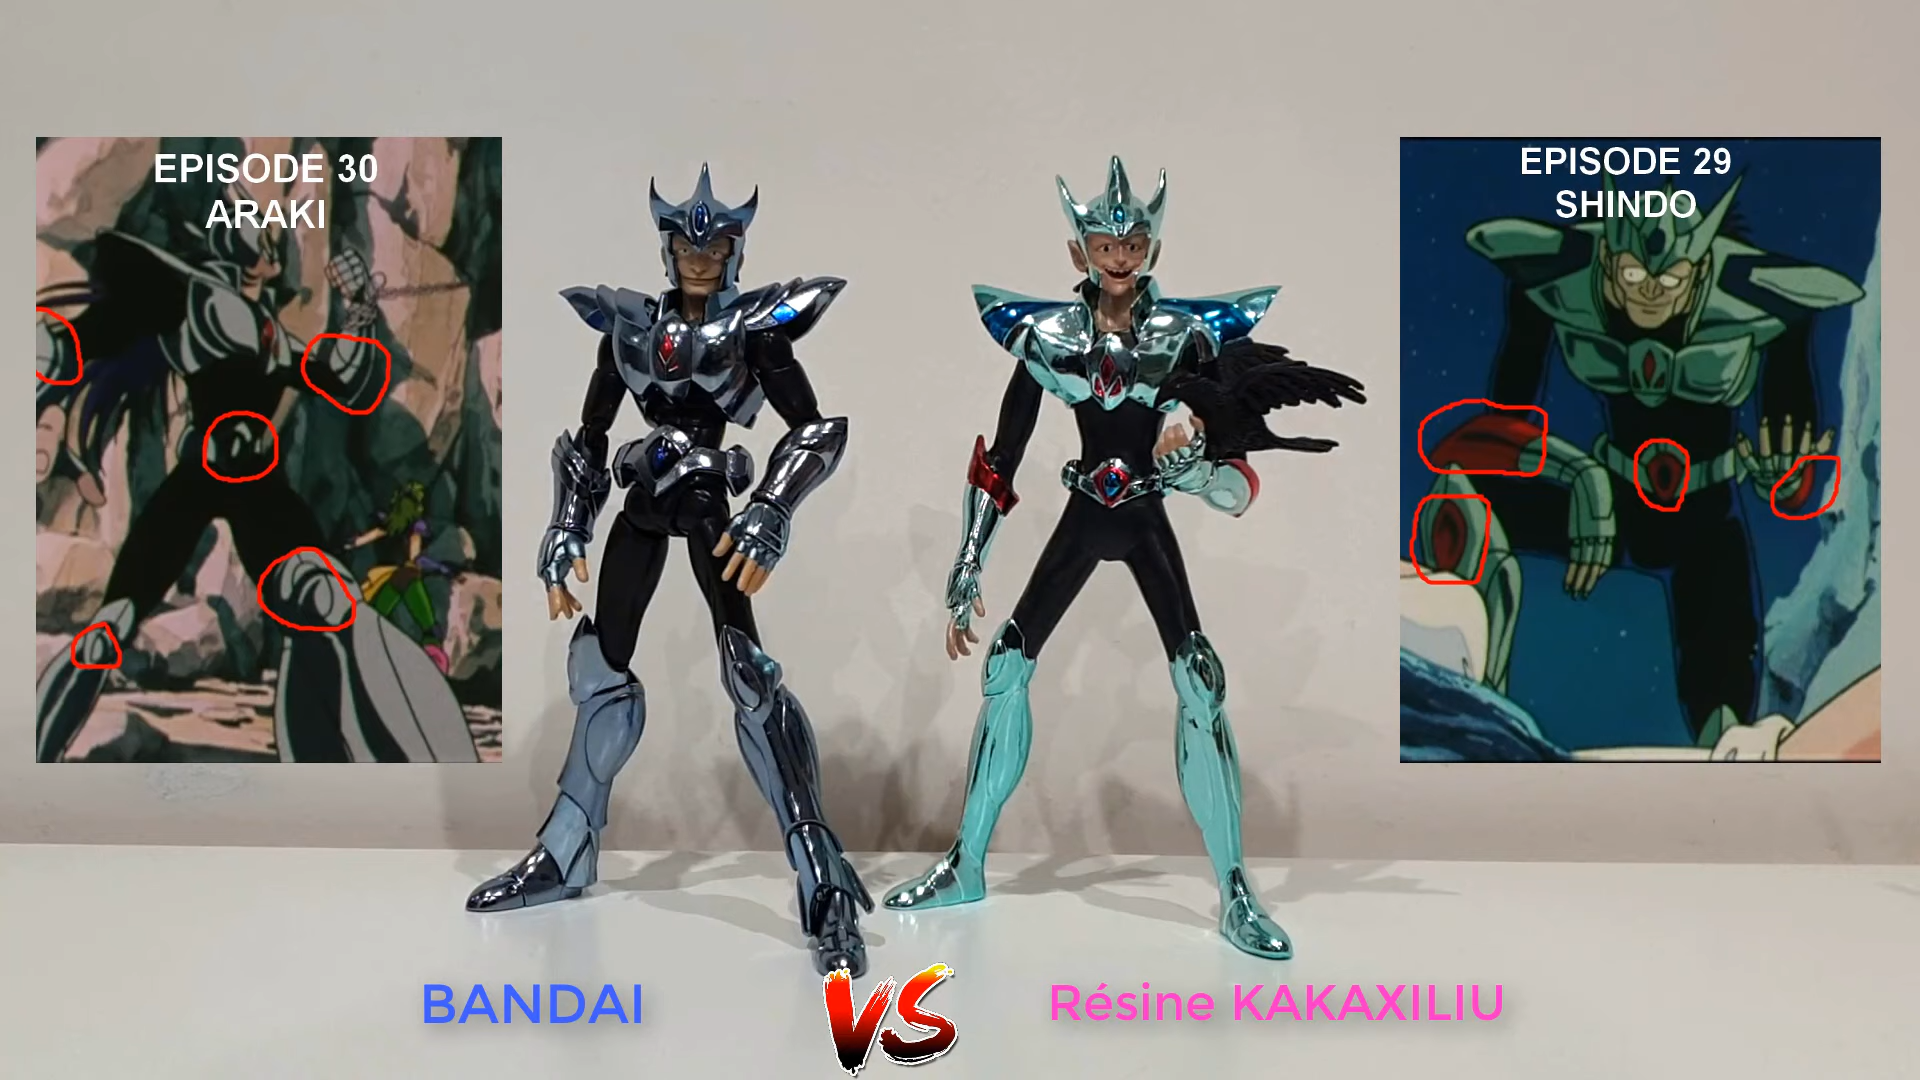 EPISODE 30
ARAKI
EPISODE 29
SHINDO
BANDAI
VS
Résine KAKAXILIU